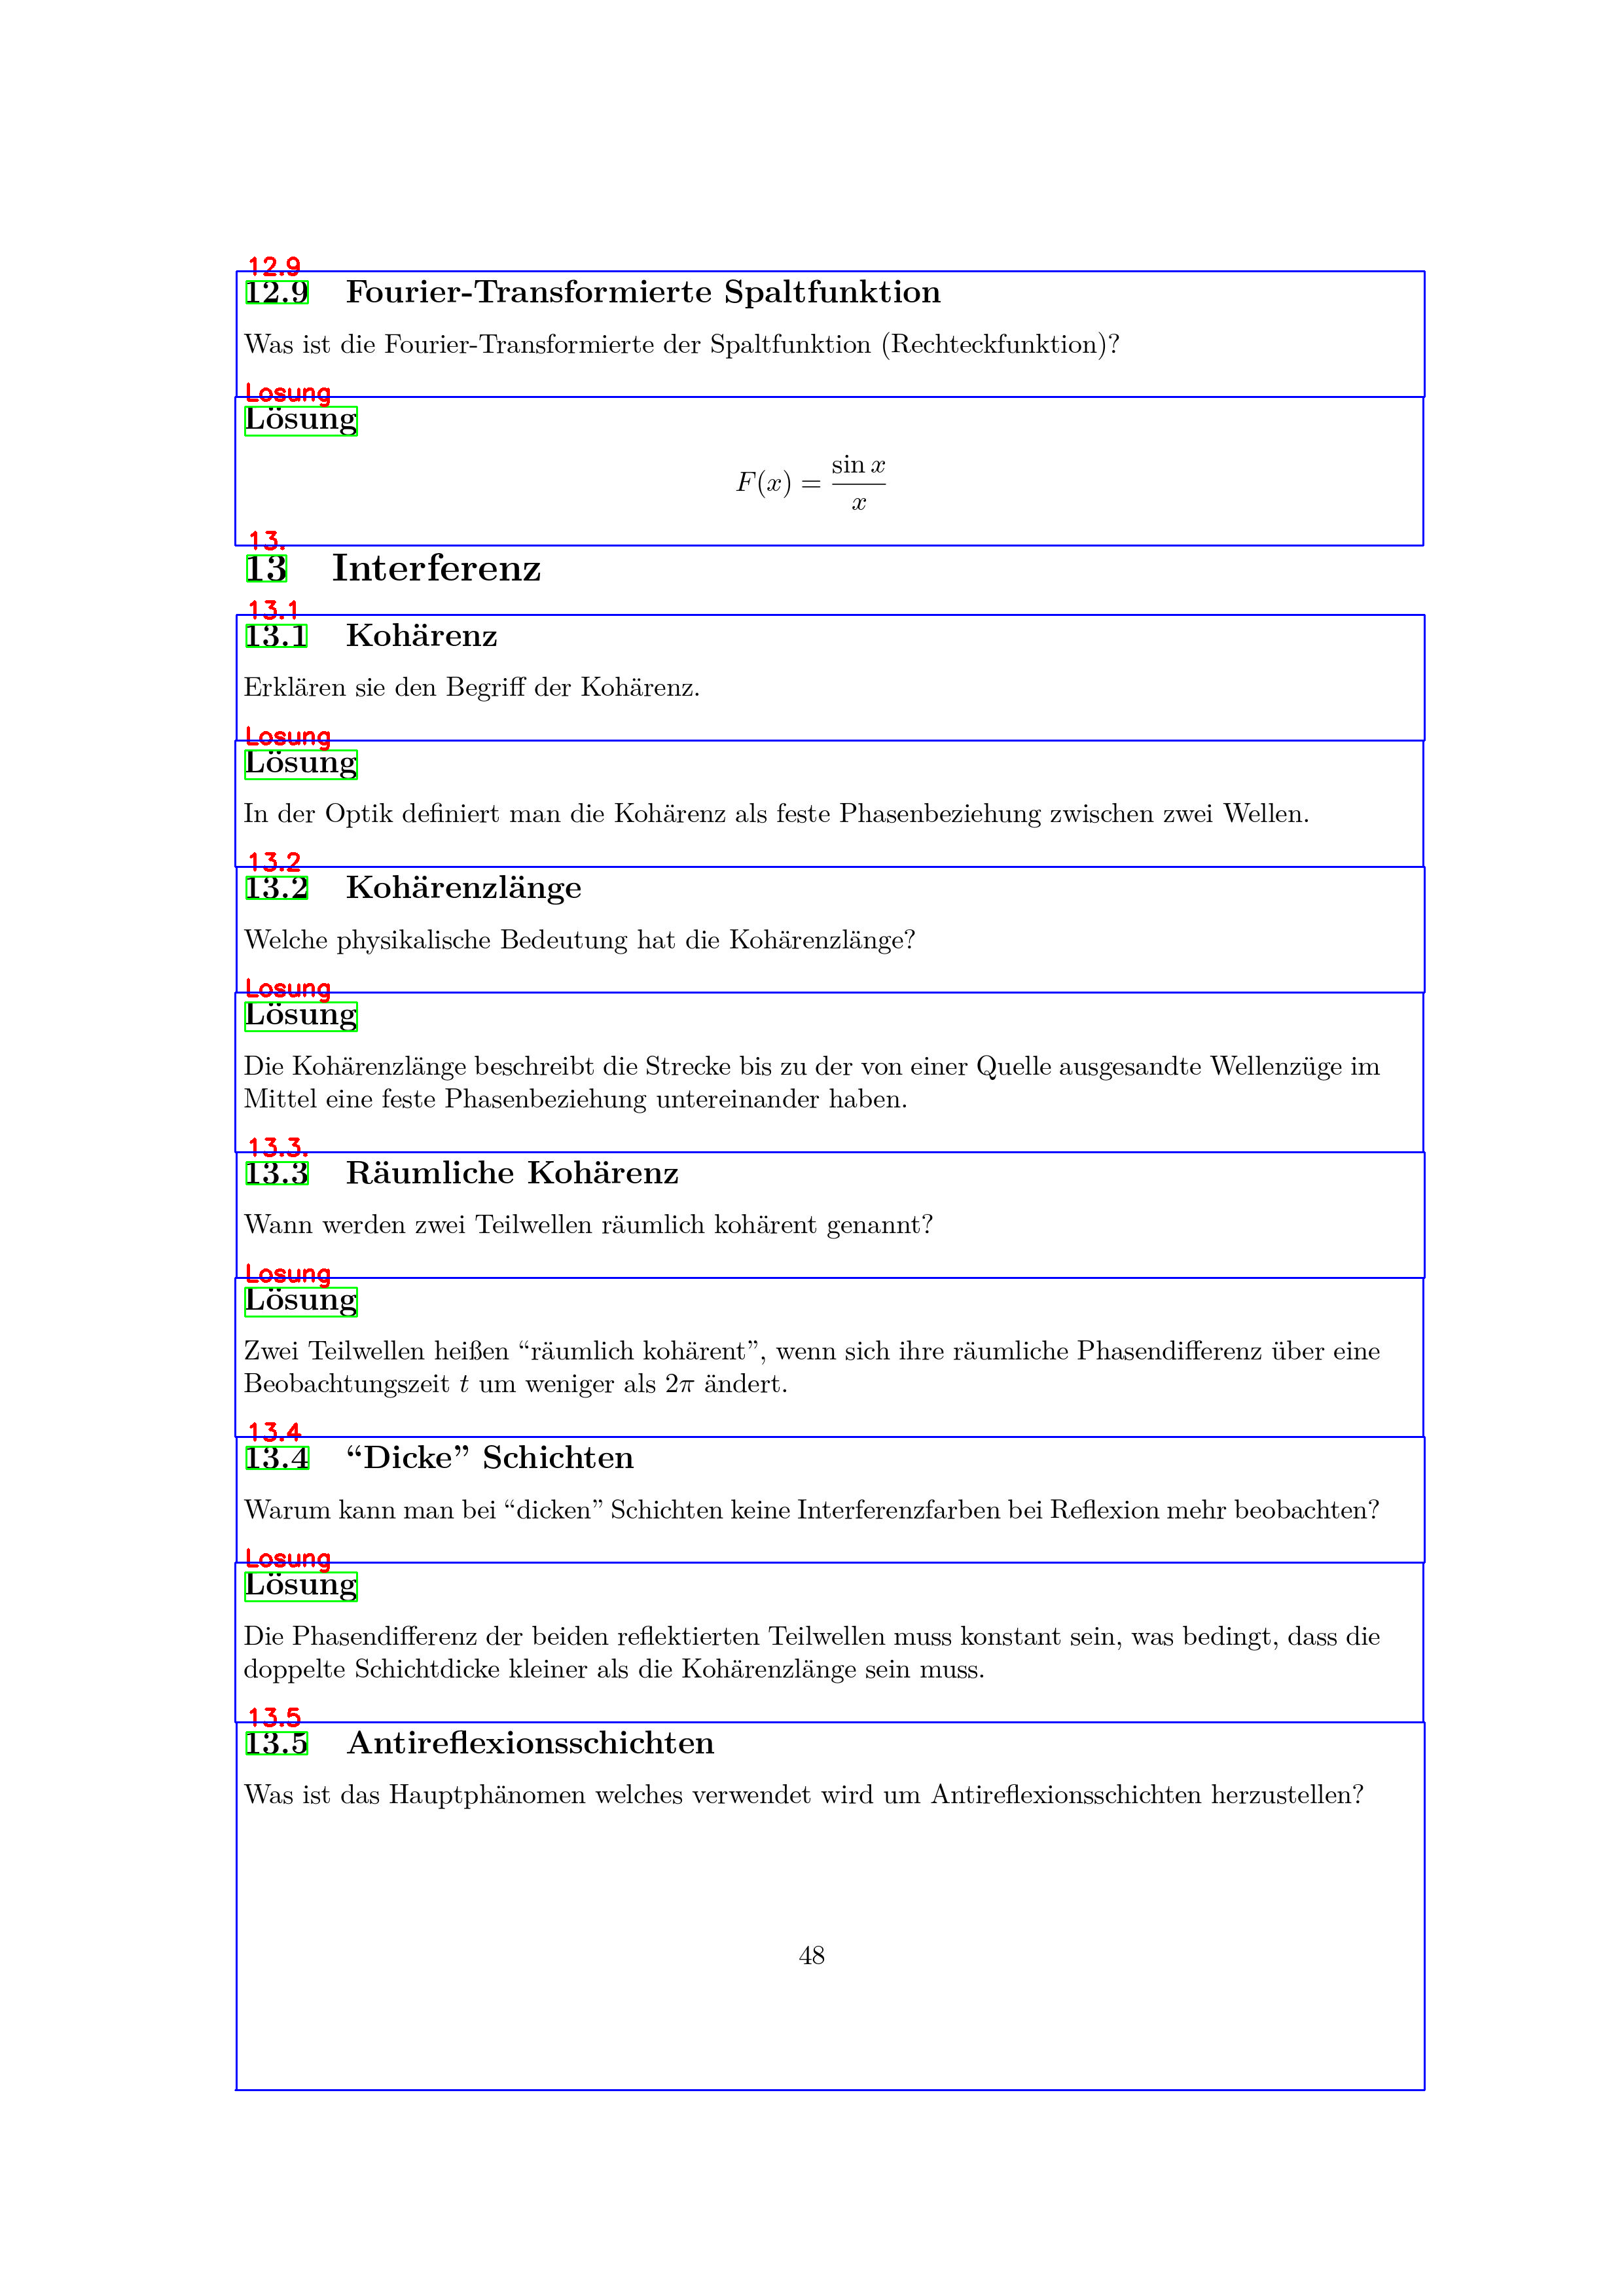 12.9
12.9 Fourier-Transformierte Spaltfunktion
Was ist die Fourier-Transformierte der Spaltfunktion (Rechteckfunktion)?
Losung
Lösung
F(x) = sin x / x
13.
13 Interferenz
13.1
13.1 Kohärenz
Erklären sie den Begriff der Kohärenz.
Losung
Lösung
In der Optik definiert man die Kohärenz als feste Phasenbeziehung zwischen zwei Wellen.
13.2
13.2 Kohärenzlänge
Welche physikalische Bedeutung hat die Kohärenzlänge?
Losung
Lösung
Die Kohärenzlänge beschreibt die Strecke bis zu der von einer Quelle ausgesandte Wellenzüge im
Mittel eine feste Phasenbeziehung untereinander haben.
13.3.
13.3 Räumliche Kohärenz
Wann werden zwei Teilwellen räumlich kohärent genannt?
Losung
Lösung
Zwei Teilwellen heißen “räumlich kohärent”, wenn sich ihre räumliche Phasendifferenz über eine
Beobachtungszeit t um weniger als 2π ändert.
13.4
13.4 “Dicke” Schichten
Warum kann man bei “dicken” Schichten keine Interferenzfarben bei Reflexion mehr beobachten?
Losung
Lösung
Die Phasendifferenz der beiden reflektierten Teilwellen muss konstant sein, was bedingt, dass die
doppelte Schichtdicke kleiner als die Kohärenzlänge sein muss.
13.5
13.5 Antireflexionsschichten
Was ist das Hauptphänomen welches verwendet wird um Antireflexionsschichten herzustellen?
48